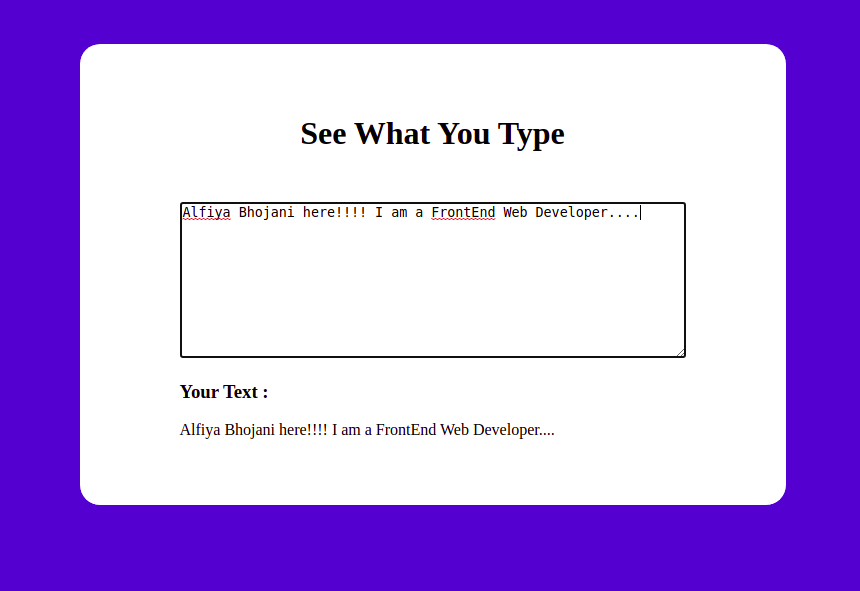 See What You Type
Alfiya Bhojani here!!!! I am a FrontEnd Web Developer....
Your Text :
Alfiya Bhojani here!!!! I am a FrontEnd Web Developer....